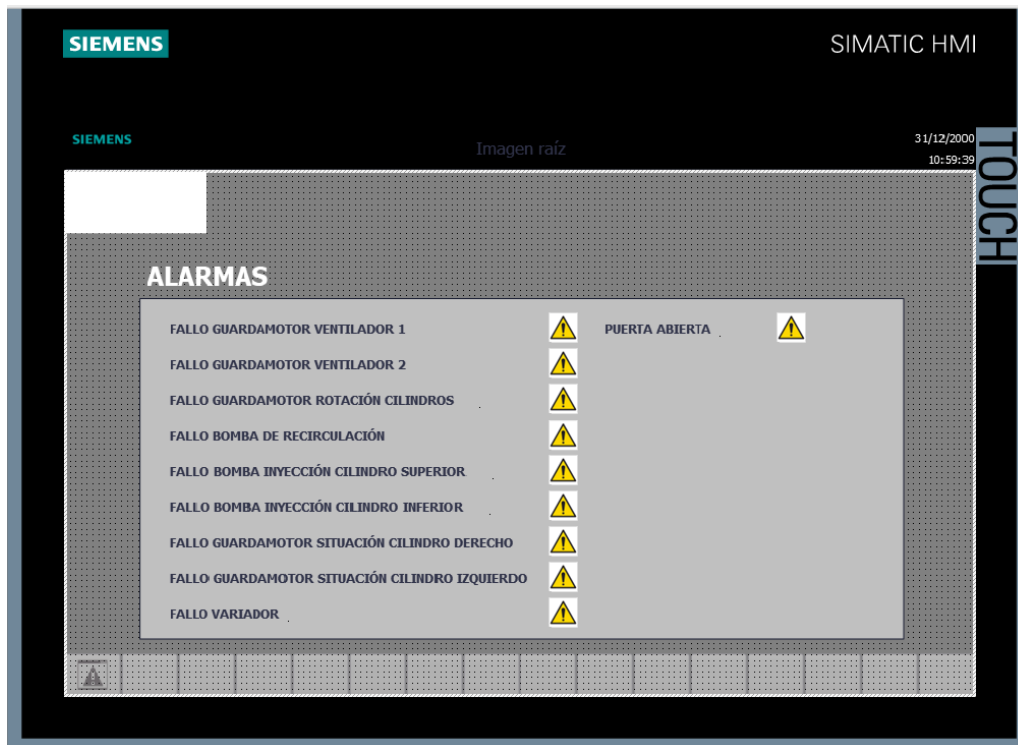 SIEMENS
SIMATIC HMI
SIEMENS
Imagen raíz
31/12/2000
10:59:39
TOUCH
ALARMAS
FALLO GUARDAMOTOR VENTILADOR 1
PUERTA ABIERTA
FALLO GUARDAMOTOR VENTILADOR 2
FALLO GUARDAMOTOR ROTACIÓN CILINDROS
FALLO BOMBA DE RECIRCULACIÓN
FALLO BOMBA INYECCIÓN CILINDRO SUPERIOR
FALLO BOMBA INYECCIÓN CILINDRO INFERIOR
FALLO GUARDAMOTOR SITUACIÓN CILINDRO DERECHO
FALLO GUARDAMOTOR SITUACIÓN CILINDRO IZQUIERDO
FALLO VARIADOR